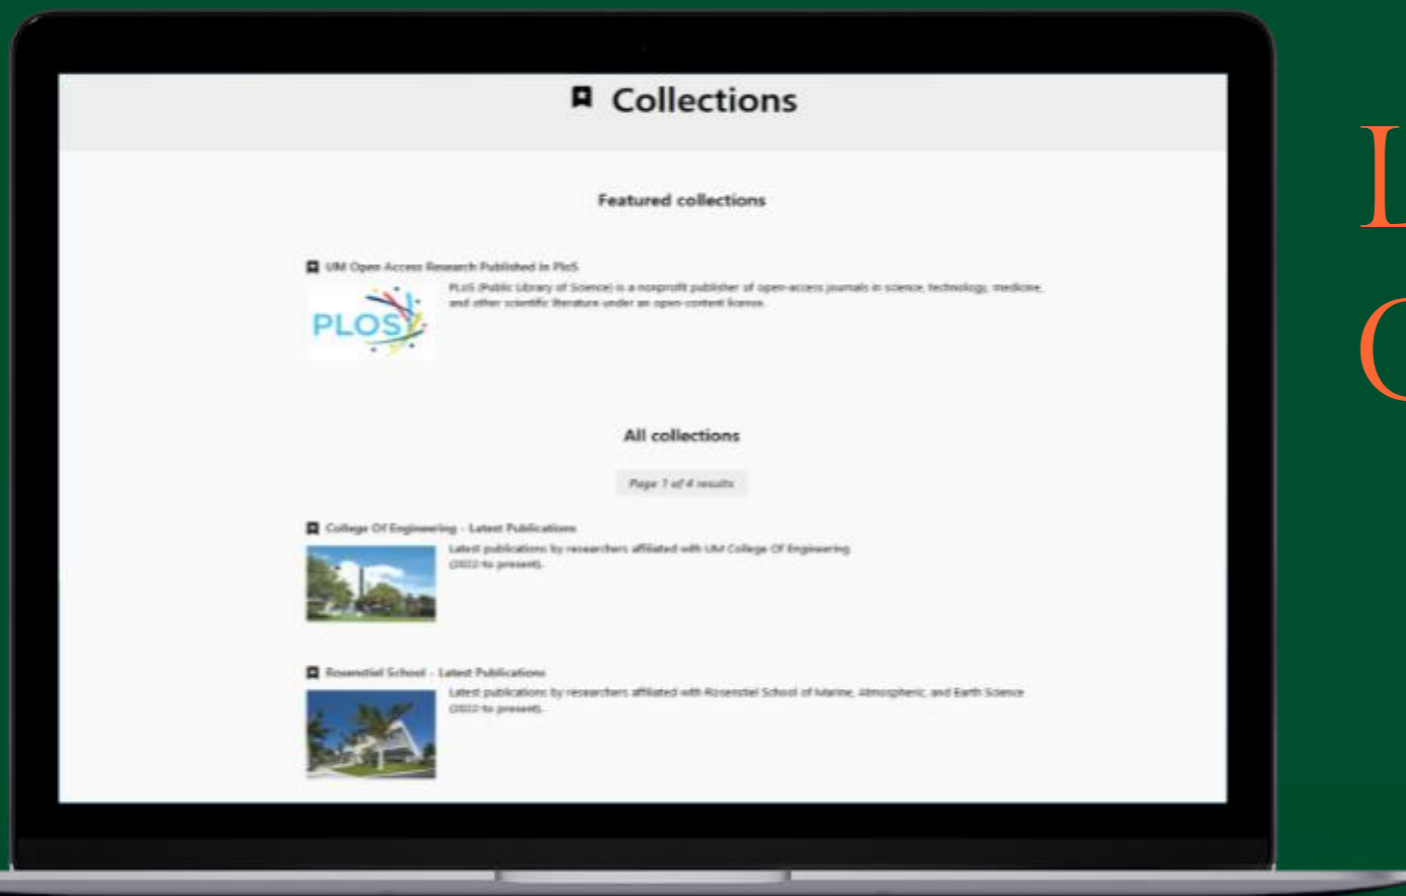 Collections
Featured collections
UM Open Access Research Published in PloS
PLoS (Public Library of Science) is a nonprofit publisher of open-access journals in science, technology, medicine,
and other scientific literature under an open-content license.
PLOS
All collections
Page 1 of 4 results
College Of Engineering - Latest Publications
Latest publications by researchers affiliated with UM College Of Engineering
(2022-to present).
Rosenstiel School - Latest Publications
Latest publications by researchers affiliated with Rosenstiel School of Marine, Atmospheric, and Earth Science
(2022-to present).
L